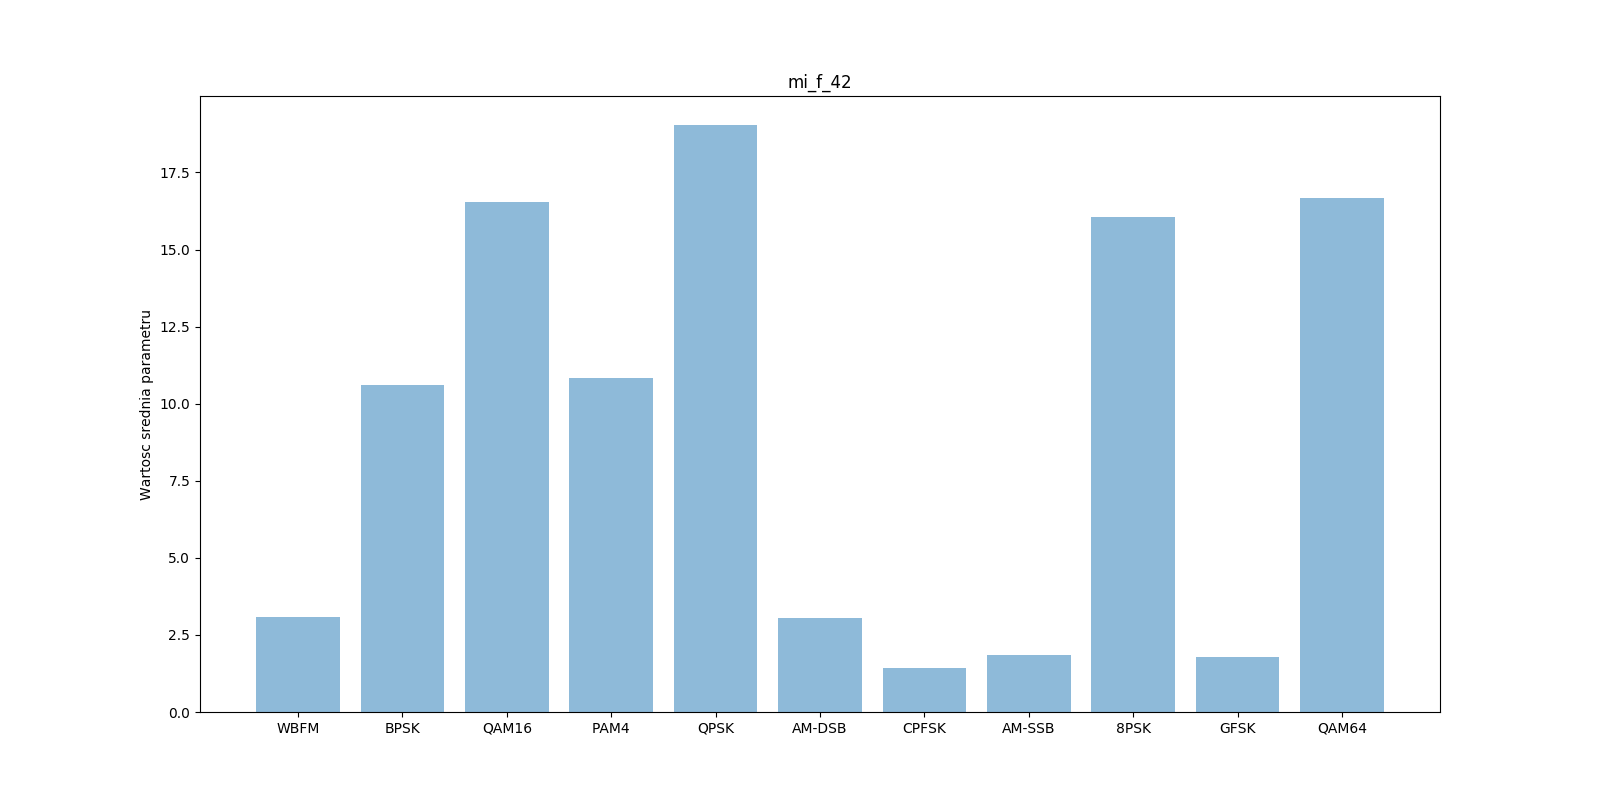 mi_f_42
Wartosc srednia parametru
17.5
15.0
12.5
10.0
7.5
5.0
2.5
0.0
WBFM BPSK QAM16 PAM4 QPSK AM-DSB CPFSK AM-SSB 8PSK GFSK QAM64